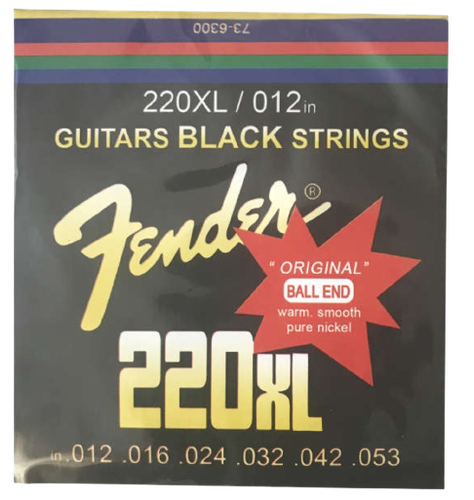 73-6300
220XL / 012in
GUITARS BLACK STRINGS
Fender®
" ORIGINAL"
BALL END
warm. smooth
pure nickel
220XL
in .012 .016 .024 .032 .042 .053